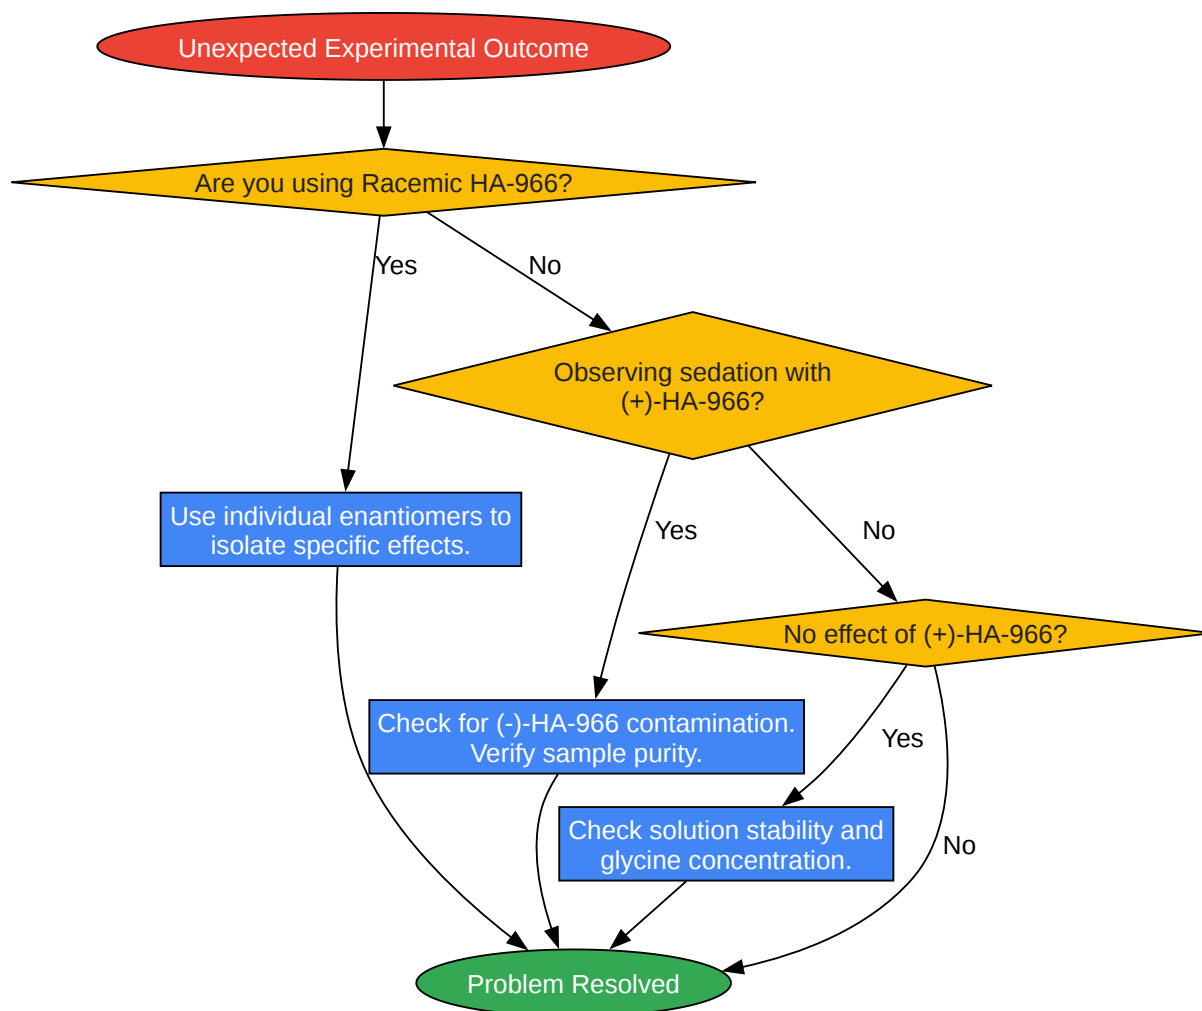 Unexpected Experimental Outcome
Are you using Racemic HA-966?
Yes
No
Observing sedation with
(+)-HA-966?
Use individual enantiomers to
isolate specific effects.
Yes
No
No effect of (+)-HA-966?
Check for (-)-HA-966 contamination.
Verify sample purity.
Yes
Check solution stability and
glycine concentration.
No
Problem Resolved